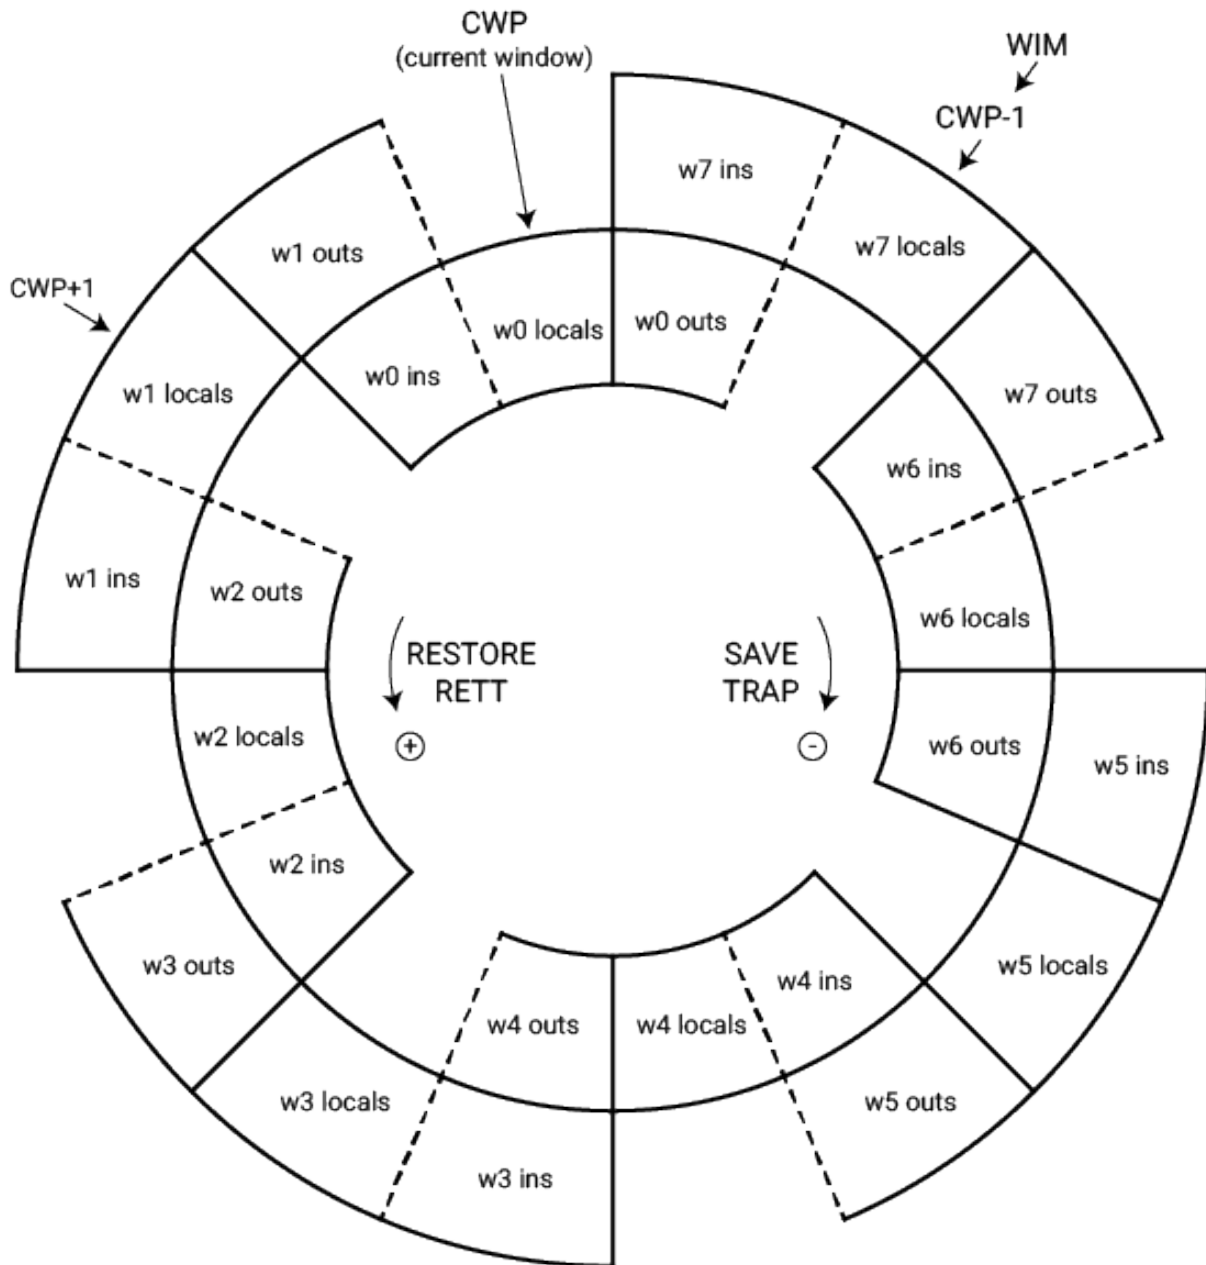 CWP
(current window)
WIM
CWP-1
w7 ins
w1 outs
w7 locals
CWP+1
w0 locals
w0 outs
w0 ins
w1 locals
w7 outs
w6 ins
w1 ins
w2 outs
w6 locals
RESTORE
RETT
SAVE
TRAP
+
-
w2 locals
w6 outs
w5 ins
w2 ins
w3 outs
w4 ins
w5 locals
w4 outs
w4 locals
w3 locals
w5 outs
w3 ins